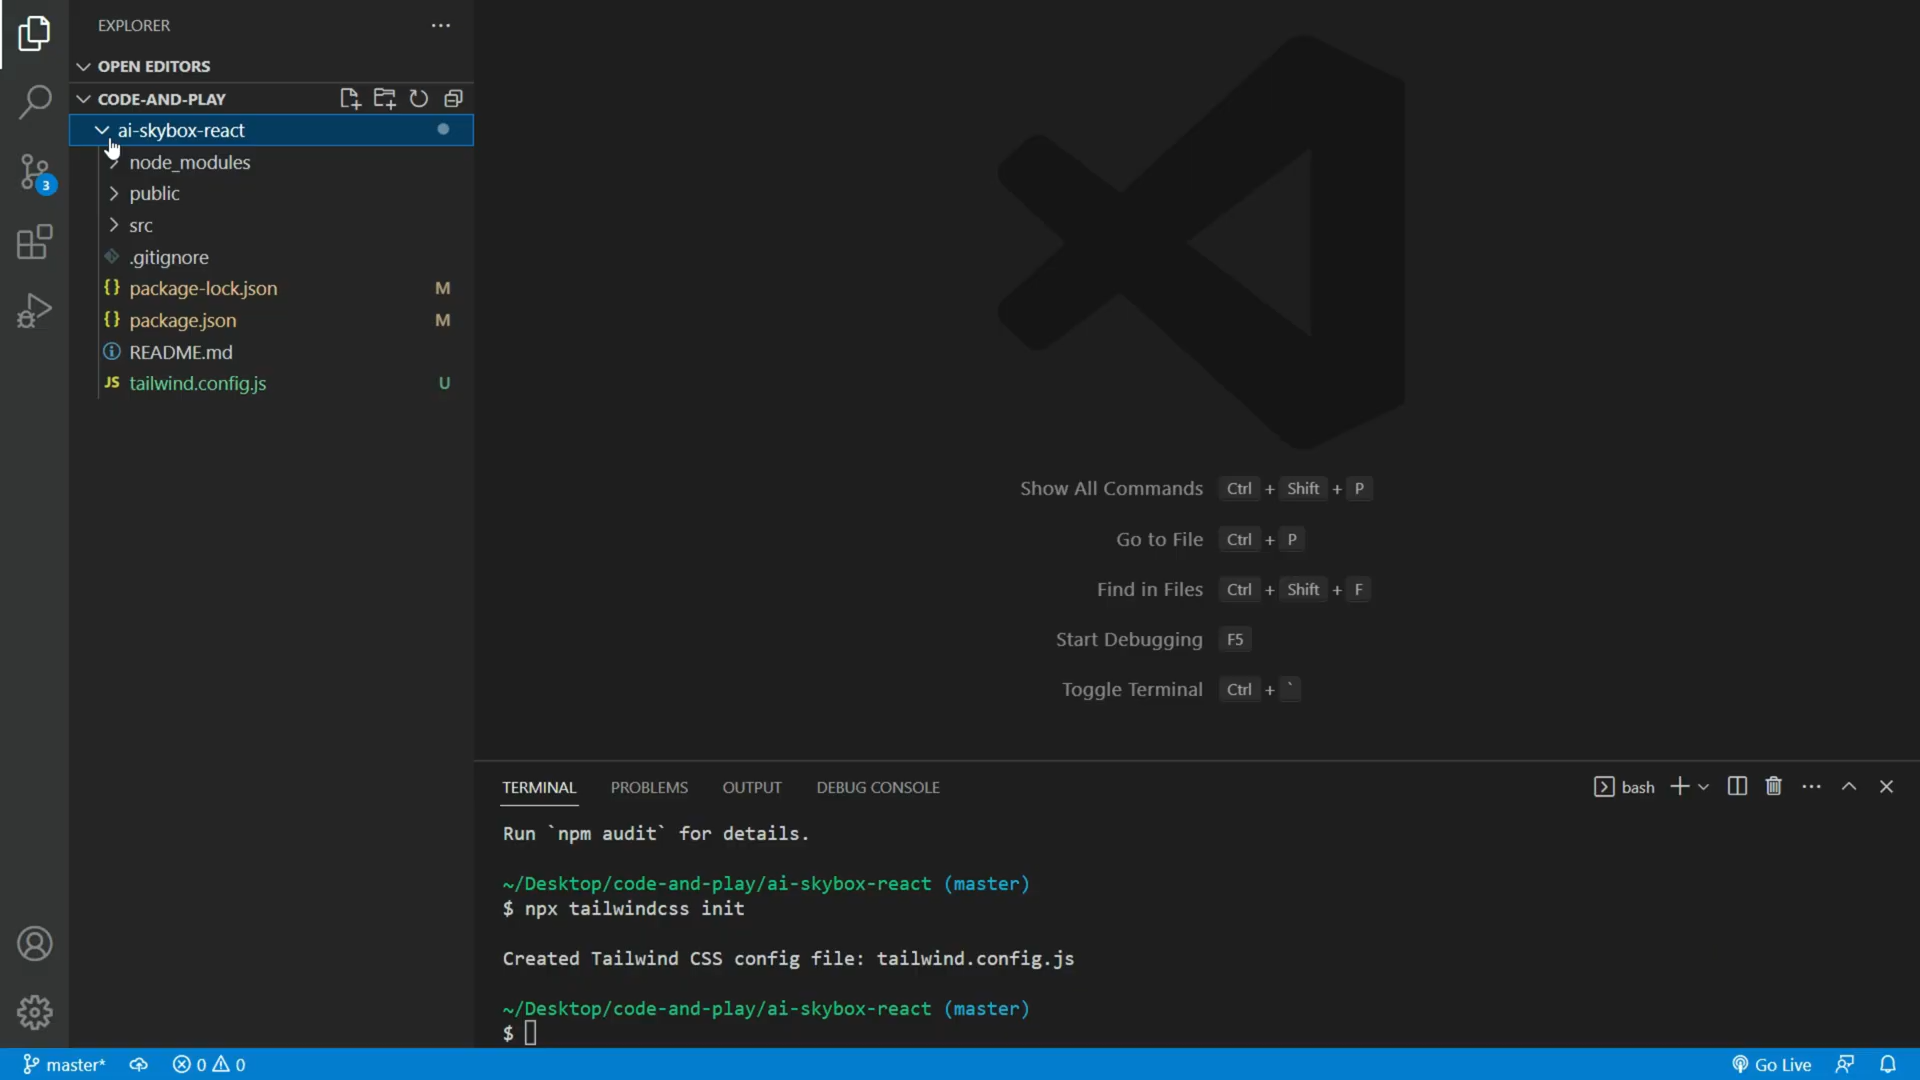 EXPLORER
OPEN EDITORS
CODE-AND-PLAY
ai-skybox-react
3
node_modules
public
src
.gitignore
{} package-lock.json M
{} package.json M
README.md
JS tailwind.config.js U
Show All Commands Ctrl + Shift + P
Go to File Ctrl + P
Find in Files Ctrl + Shift + F
Start Debugging F5
Toggle Terminal Ctrl + `
TERMINAL PROBLEMS OUTPUT DEBUG CONSOLE bash
Run `npm audit` for details.
~/Desktop/code-and-play/ai-skybox-react (master)
$ npx tailwindcss init
Created Tailwind CSS config file: tailwind.config.js
~/Desktop/code-and-play/ai-skybox-react (master)
$
master* 0 0 Go Live